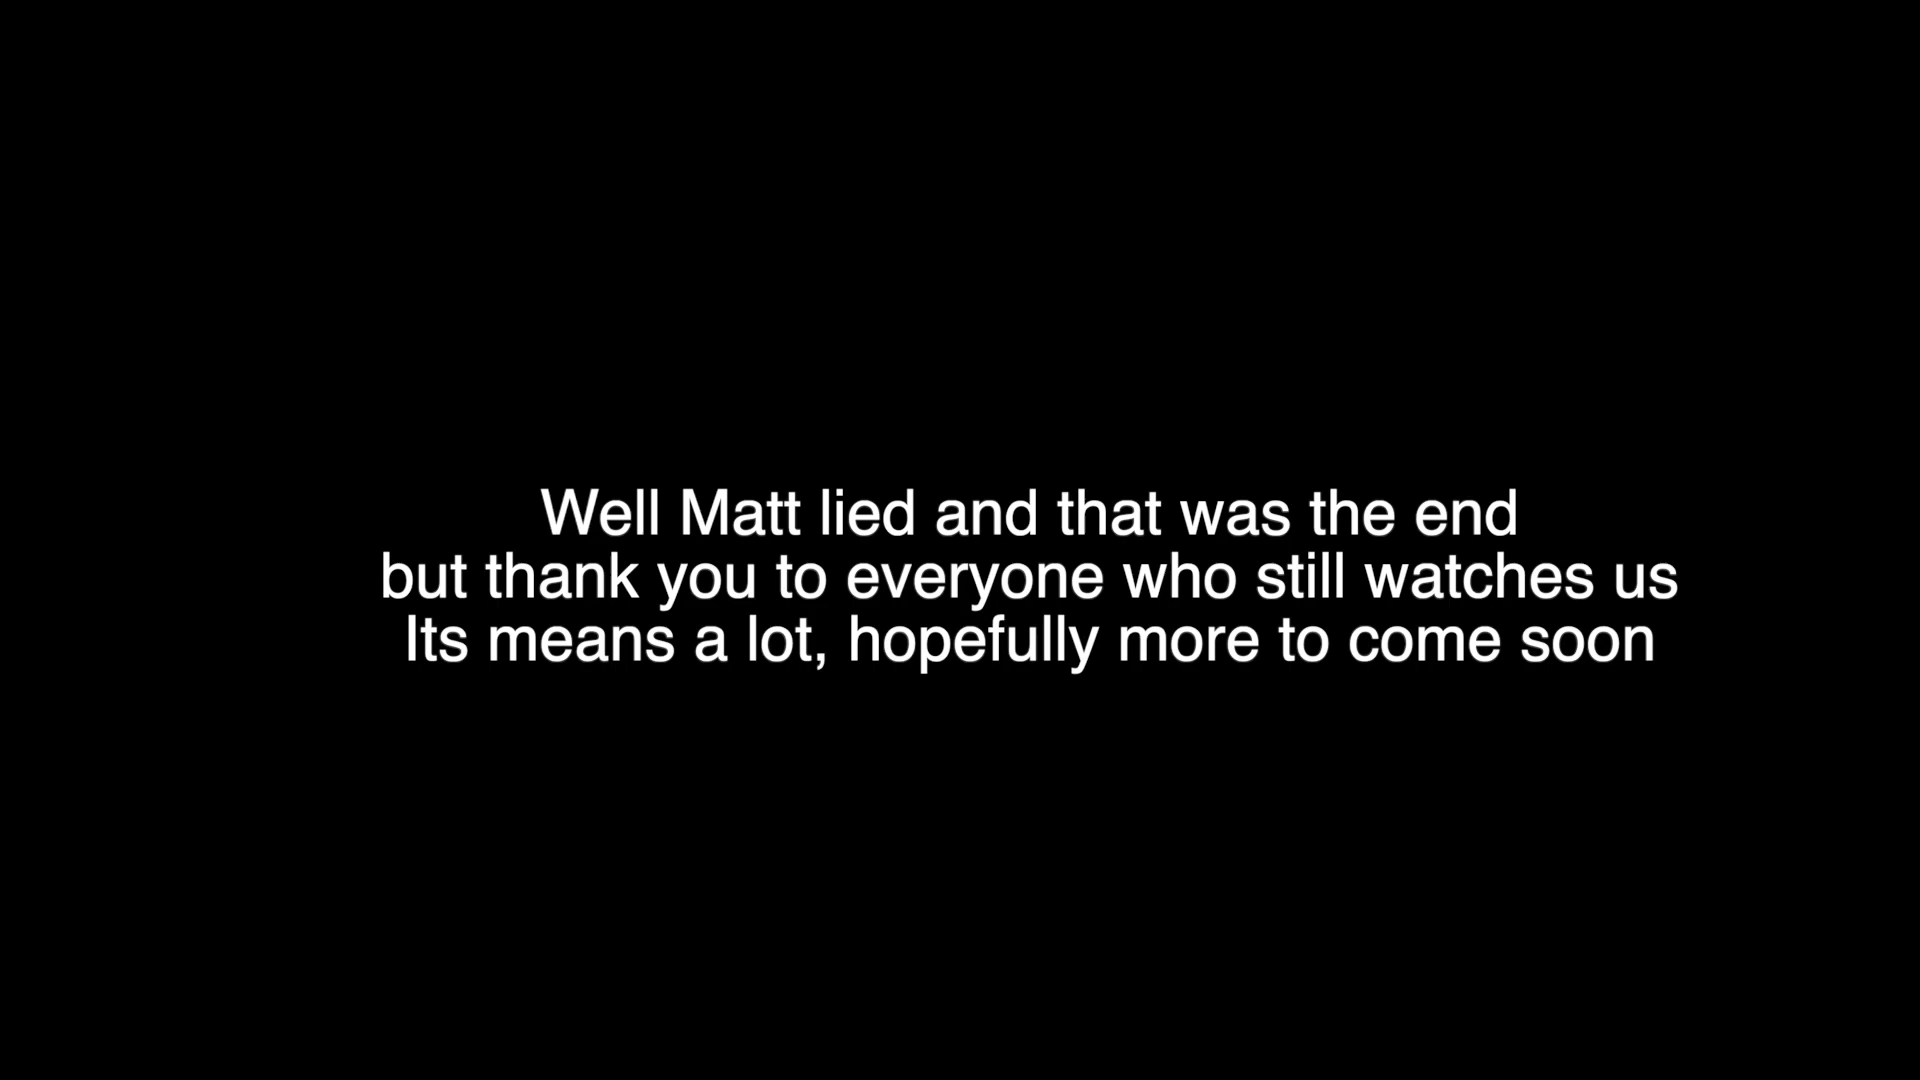 Well Matt lied and that was the end
but thank you to everyone who still watches us
Its means a lot, hopefully more to come soon